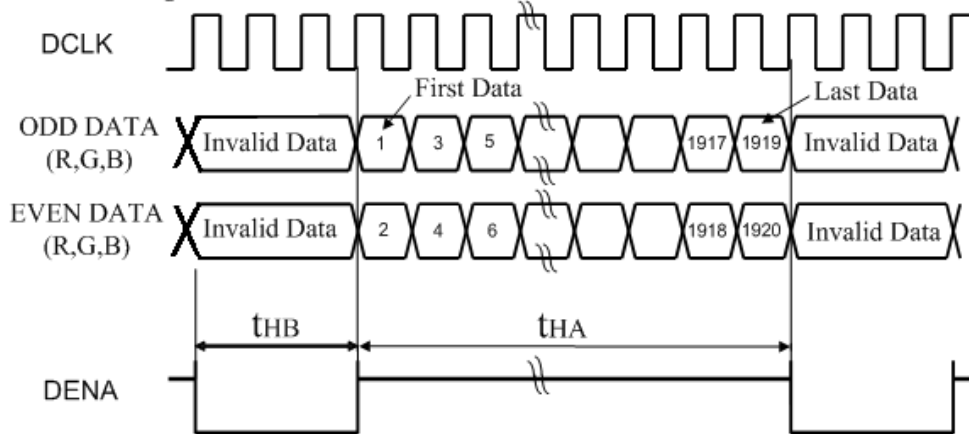 DCLK
First Data
Last Data
ODD DATA
(R,G,B)
Invalid Data 1 3 5 1917 1919 Invalid Data
EVEN DATA
(R,G,B)
Invalid Data 2 4 6 1918 1920 Invalid Data
tHB tHA
DENA